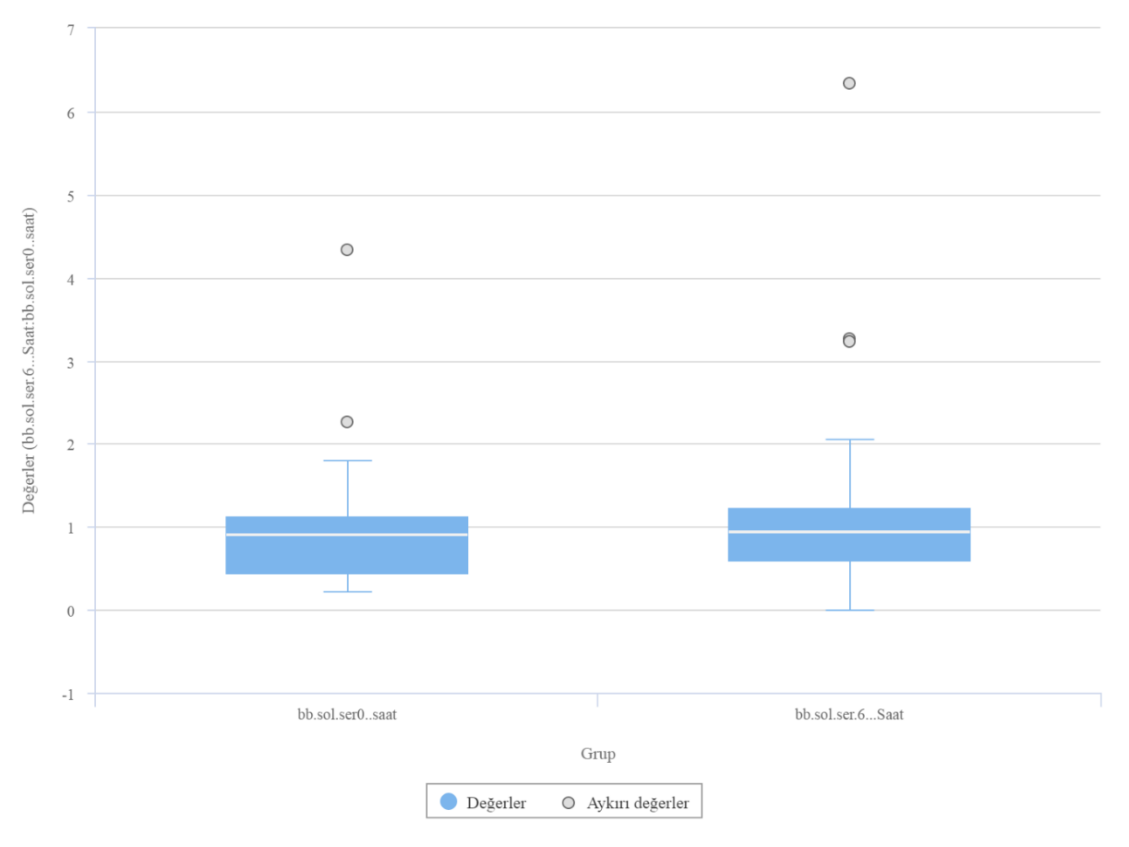 7
6
5
4
3
2
1
0
-1
Değerler (bb.sol.ser.6...Saat:bb.sol.ser0..saat)
bb.sol.ser0..saat
bb.sol.ser.6...Saat
Grup
Değerler
Aykırı değerler